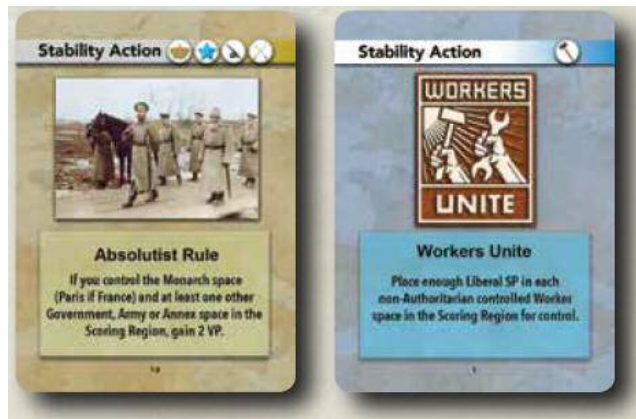 Stability Action
Absolutist Rule
If you control the Monarch space
(Paris if France) and at least one other
Government, Army or Annex space in the
Scoring Region, gain 2 VP.
Stability Action
WORKERS
UNITE
Workers Unite
Place enough Liberal SP in each
non-Authoritarian controlled Worker
space in the Scoring Region for control.